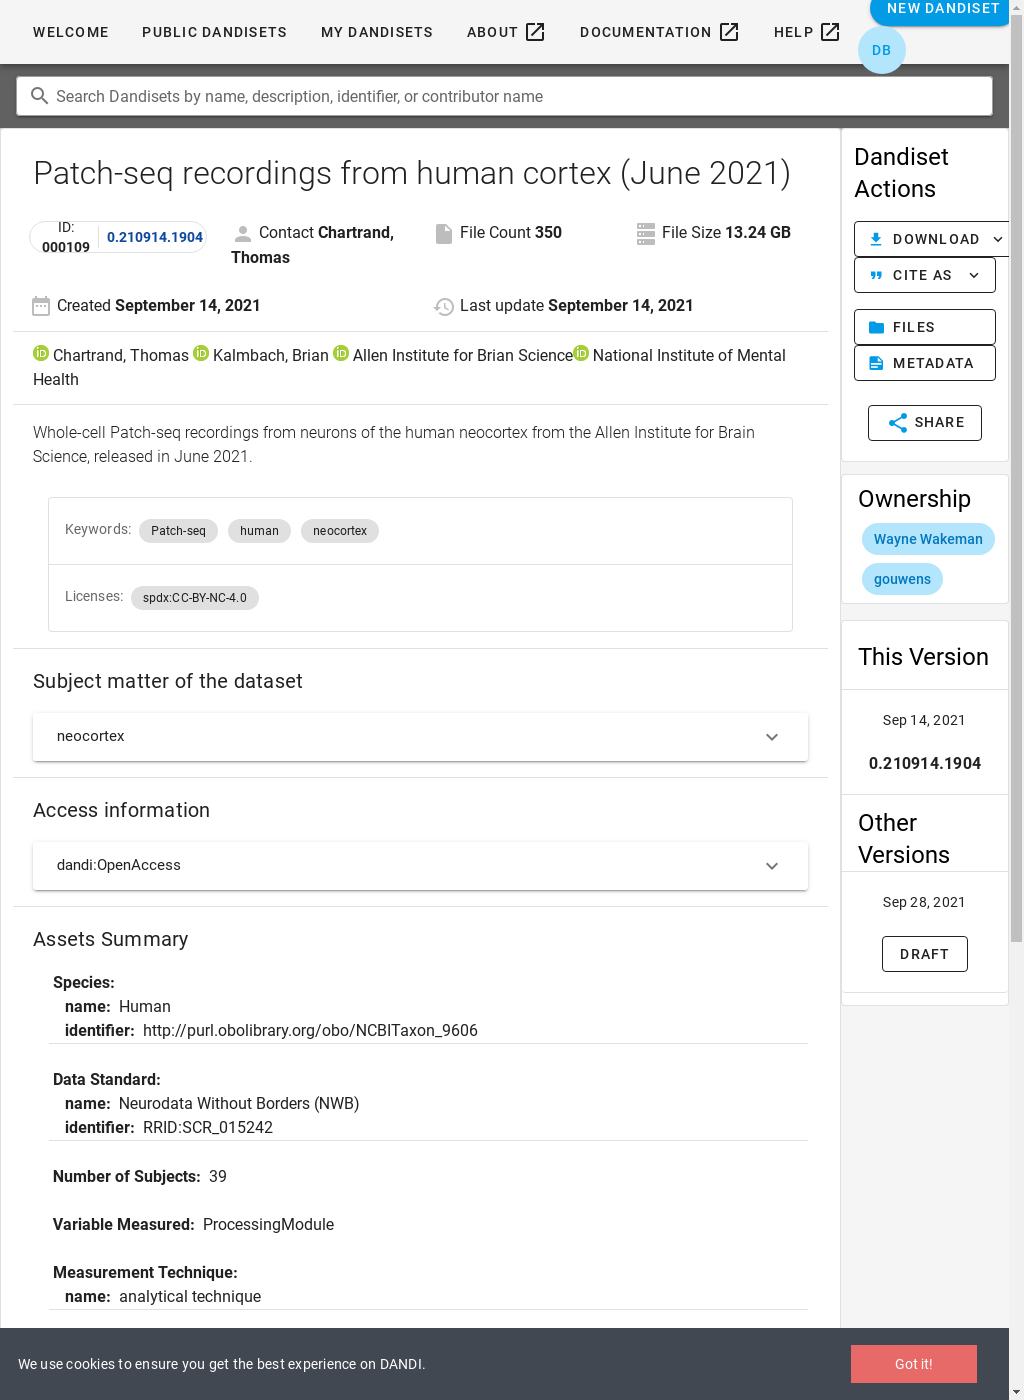 WELCOME PUBLIC DANDISETS MY DANDISETS ABOUT DOCUMENTATION HELP NEW DANDISET
DB
Search Dandisets by name, description, identifier, or contributor name
Patch-seq recordings from human cortex (June 2021)
ID: 000109 0.210914.1904
Contact Chartrand, Thomas
File Count 350
File Size 13.24 GB
Created September 14, 2021
Last update September 14, 2021
iD Chartrand, Thomas iD Kalmbach, Brian iD Allen Institute for Brian Science iD National Institute of Mental
Health
Whole-cell Patch-seq recordings from neurons of the human neocortex from the Allen Institute for Brain
Science, released in June 2021.
Keywords: Patch-seq human neocortex
Licenses: spdx:CC-BY-NC-4.0
Subject matter of the dataset
neocortex
Access information
dandi:OpenAccess
Assets Summary
Species:
name: Human
identifier: http://purl.obolibrary.org/obo/NCBITaxon_9606
Data Standard:
name: Neurodata Without Borders (NWB)
identifier: RRID:SCR_015242
Number of Subjects: 39
Variable Measured: ProcessingModule
Measurement Technique:
name: analytical technique
Dandiset
Actions
DOWNLOAD
CITE AS
FILES
METADATA
SHARE
Ownership
Wayne Wakeman
gouwens
This Version
Sep 14, 2021
0.210914.1904
Other
Versions
Sep 28, 2021
DRAFT
We use cookies to ensure you get the best experience on DANDI.
Got it!